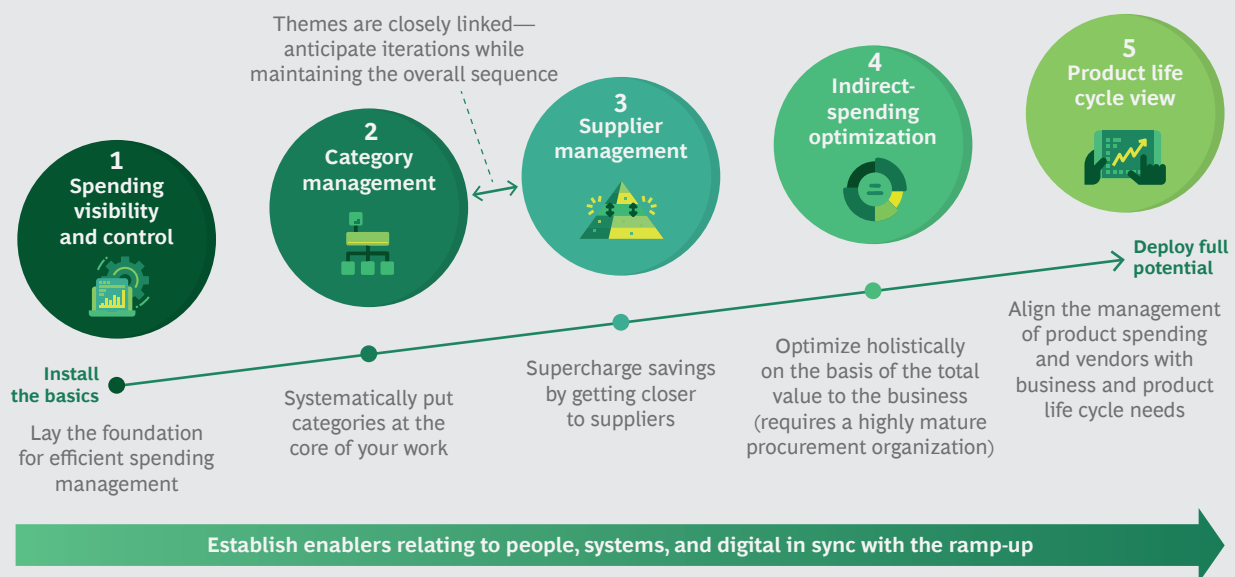 Themes are closely linked—
anticipate iterations while
maintaining the overall sequence
1
Spending
visibility
and control
2
Category
management
3
Supplier
management
4
Indirect-
spending
optimization
5
Product life
cycle view
Install
the basics
Lay the foundation
for efficient spending
management
Systematically put
categories at the
core of your work
Supercharge savings
by getting closer
to suppliers
Optimize holistically
on the basis of the total
value to the business
(requires a highly mature
procurement organization)
Deploy full
potential
Align the management
of product spending
and vendors with
business and product
life cycle needs
Establish enablers relating to people, systems, and digital in sync with the ramp-up